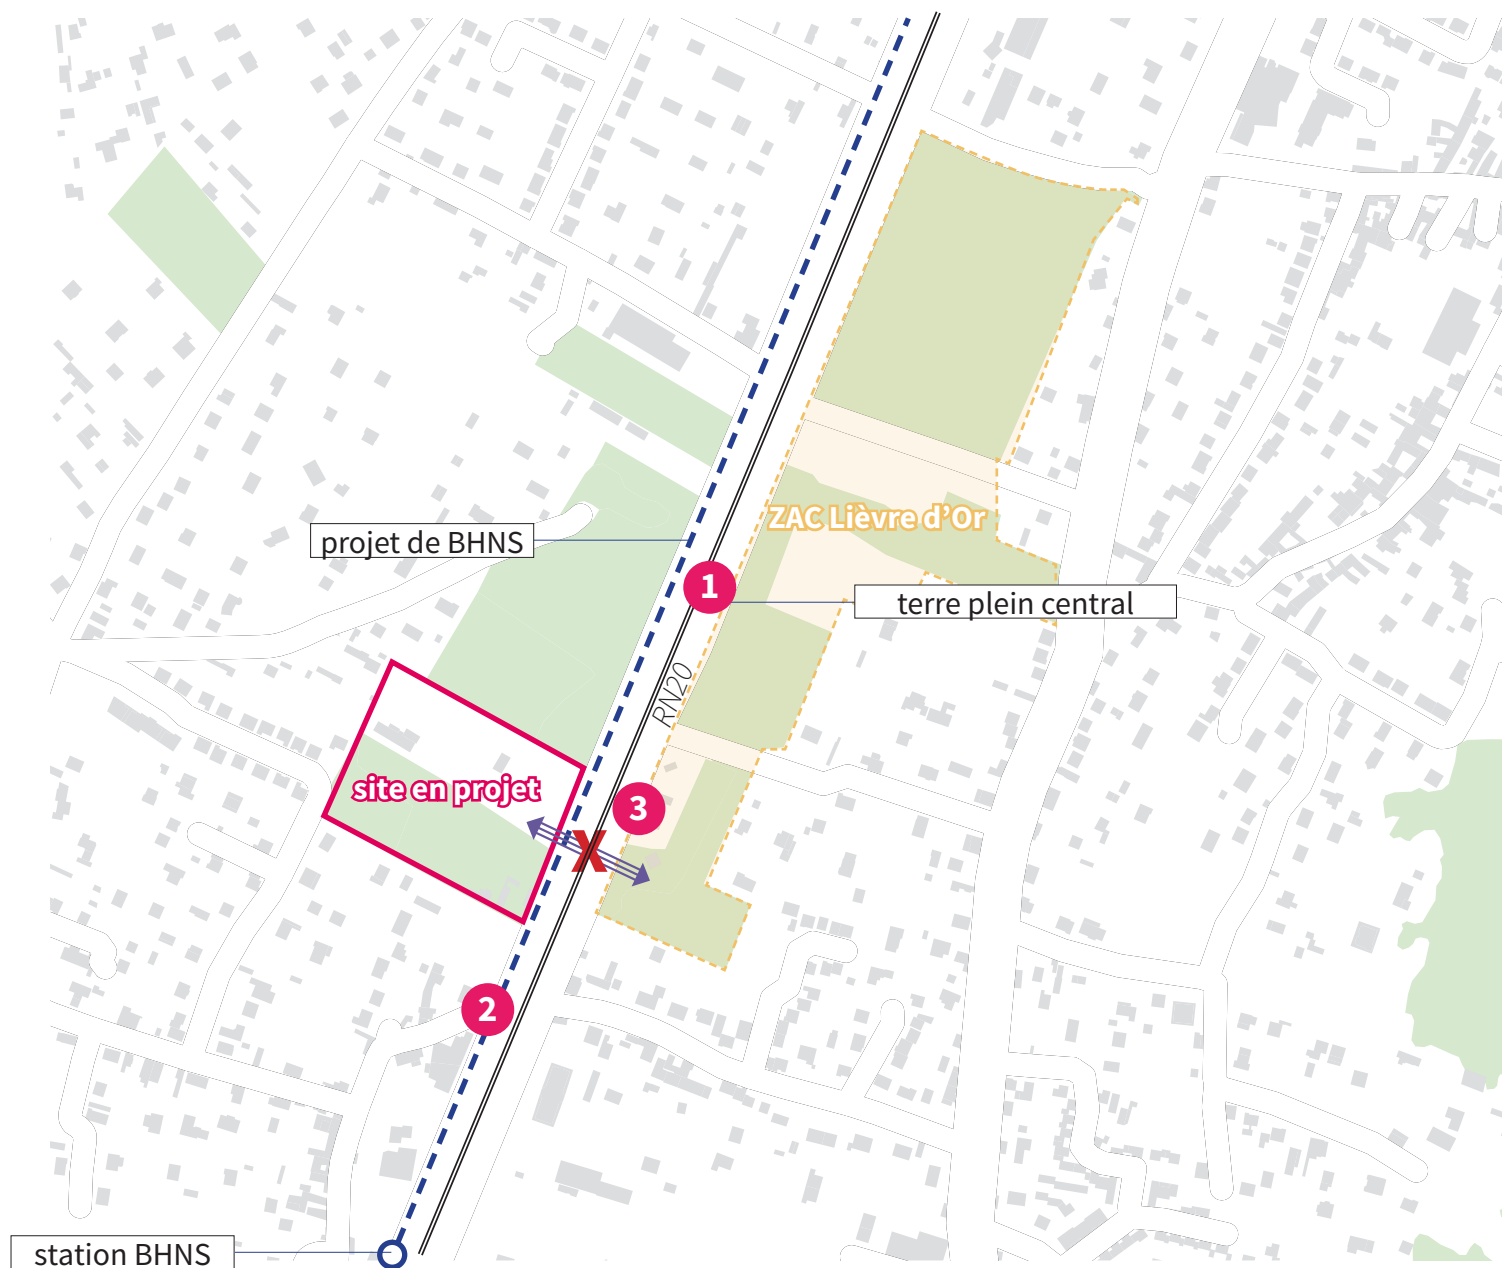 ZAC Lièvre d’Or
projet de BHNS
1
terre plein central
RN20
site en projet
3
X
2
station BHNS